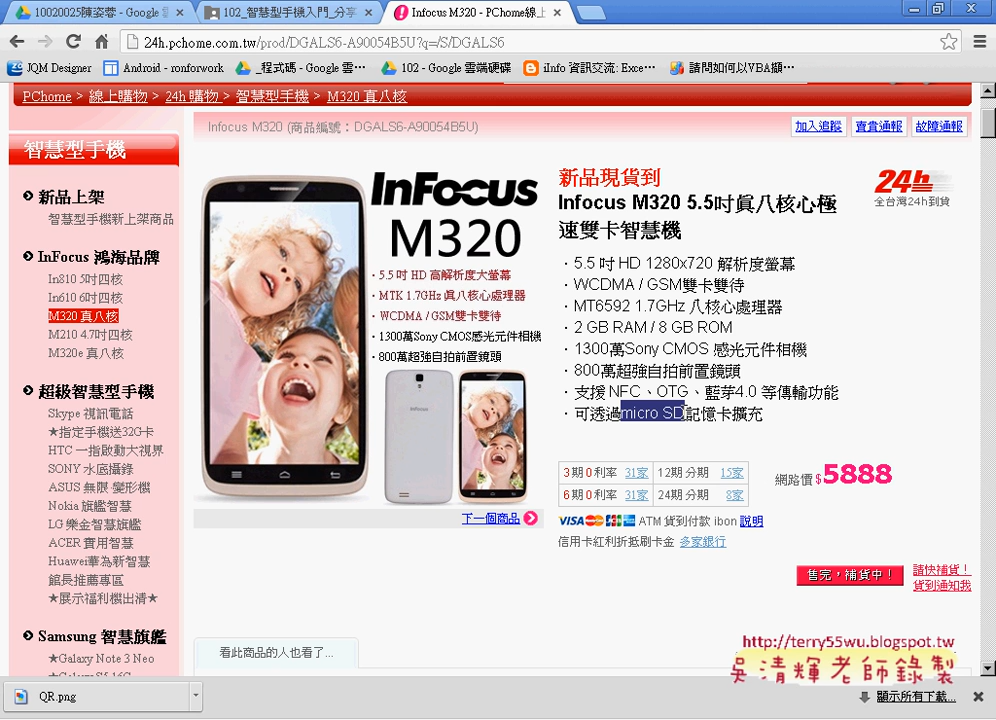 10020025陳姿蓉 - Google
102_智慧型手機入門_分享
Infocus M320 - PChome線上
24h.pchome.com.tw/prod/DGALS6-A90054B5U?q=/S/DGALS6
JQM Designer
Android - ronforwork
_程式碼 - Google 雲…
102 - Google 雲端硬碟
iInfo 資訊交流: Exce…
請問如何以VBA擷…
PChome > 線上購物 > 24h 購物 > 智慧型手機 > M320 真八核
Infocus M320 (商品編號：DGALS6-A90054B5U)
加入追蹤 賣貴通報 故障通報
智慧型手機
新品上架
智慧型手機新上架商品
InFocus 鴻海品牌
In810 5吋四核
In610 6吋四核
M320 真八核
M210 4.7吋四核
M320e 真八核
超級智慧型手機
Skype 視訊電話
★指定手機送32G卡
HTC 一指啟動大視界
SONY 水底攝錄
ASUS 無限·變形機
Nokia 旗艦智慧
LG 樂金智慧旗艦
ACER 實用智慧
Huawei華為新智慧
館長推薦專區
★展示福利機出清★
Samsung 智慧旗艦
★Galaxy Note 3 Neo
InFocus
M320
· 5.5 吋 HD 高解析度大螢幕
· MTK 1.7GHz 真八核心處理器
· WCDMA / GSM雙卡雙待
· 1300萬Sony CMOS感光元件相機
· 800萬超強自拍前置鏡頭
下一個商品
新品現貨到
Infocus M320 5.5吋真八核心極
速雙卡智慧機
24h
全台灣24h到貨
· 5.5 吋 HD 1280x720 解析度螢幕
· WCDMA / GSM雙卡雙待
· MT6592 1.7GHz 八核心處理器
· 2 GB RAM / 8 GB ROM
· 1300萬Sony CMOS 感光元件相機
· 800萬超強自拍前置鏡頭
· 支援 NFC、OTG、藍芽4.0 等傳輸功能
· 可透過micro SD記憶卡擴充
3期0利率 31家 12期分期 15家
6期0利率 31家 24期分期 8家
網路價$5888
VISA ATM 貨到付款 ibon 說明
信用卡紅利折抵刷卡金 多家銀行
售完，補貨中！
請快補貨！
貨到通知我
看此商品的人也看了...
http://terry55wu.blogspot.tw
吳清輝老師錄製
QR.png
顯示所有下載...